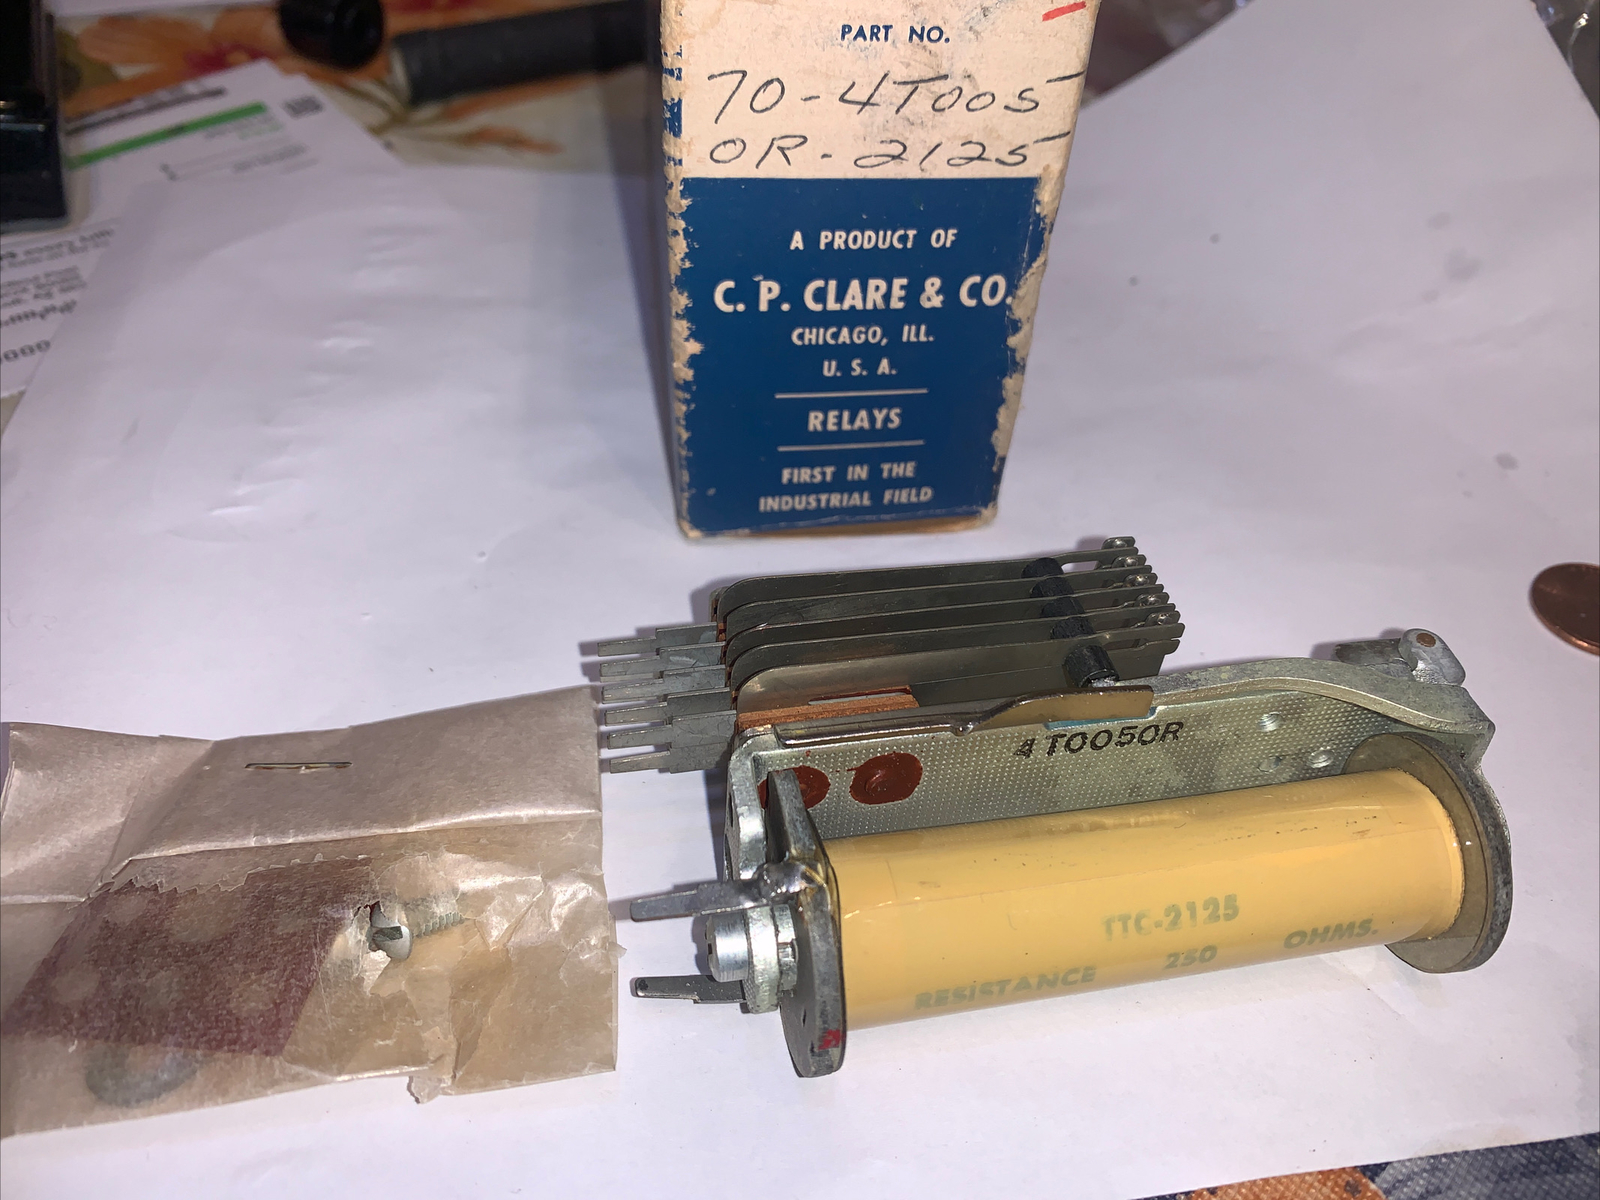 PART NO.
70-4T005
OR-2125
A PRODUCT OF
C. P. CLARE & CO.
CHICAGO, ILL.
U. S. A.
RELAYS
FIRST IN THE
INDUSTRIAL FIELD
4T0050R
TTC-2125
RESISTANCE 250 OHMS.